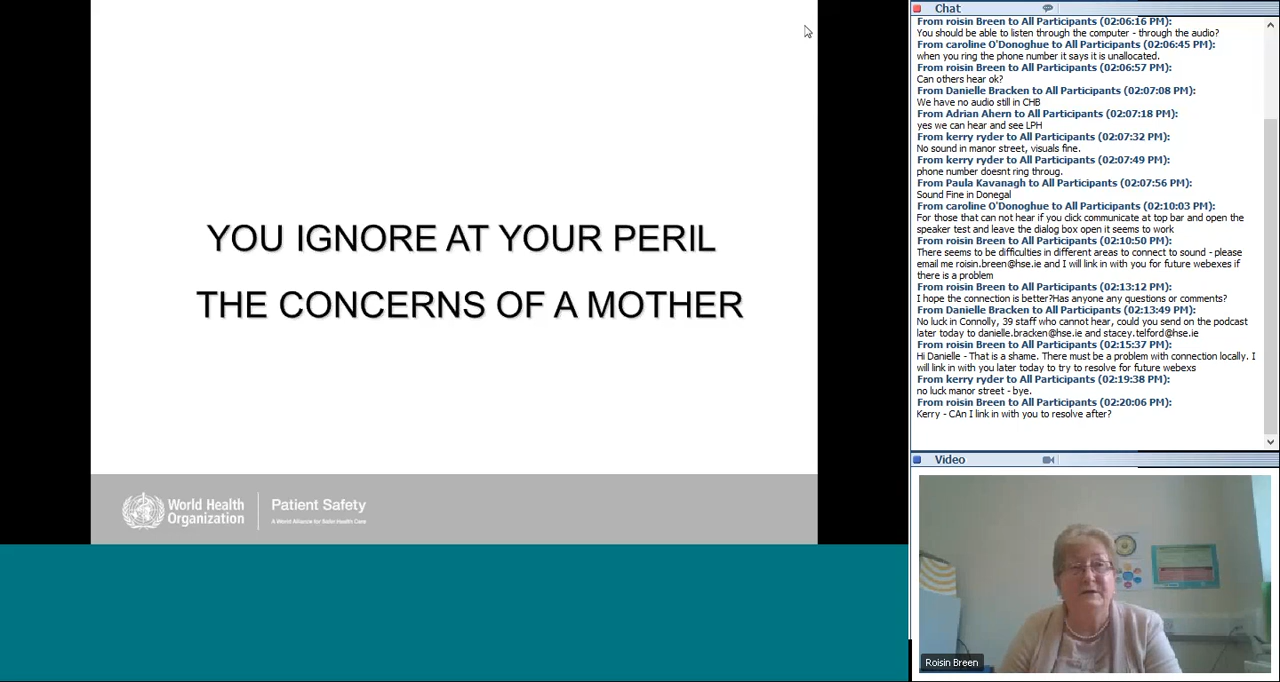 YOU IGNORE AT YOUR PERIL
THE CONCERNS OF A MOTHER
World Health
Organization
Patient Safety
A World Alliance for Safer Health Care
Chat
From roisin Breen to All Participants (02:06:16 PM):
You should be able to listen through the computer - through the audio?
From caroline O'Donoghue to All Participants (02:06:45 PM):
when you ring the phone number it says it is unallocated.
From roisin Breen to All Participants (02:06:57 PM):
Can others hear ok?
From Danielle Bracken to All Participants (02:07:08 PM):
We have no audio still in CHB
From Adrian Ahern to All Participants (02:07:18 PM):
yes we can hear and see LPH
From kerry ryder to All Participants (02:07:32 PM):
No sound in manor street, visuals fine.
From kerry ryder to All Participants (02:07:49 PM):
phone number doesnt ring throug.
From Paula Kavanagh to All Participants (02:07:56 PM):
Sound Fine in Donegal
From caroline O'Donoghue to All Participants (02:10:03 PM):
For those that can not hear if you click communicate at top bar and open the
speaker test and leave the dialog box open it seems to work
From roisin Breen to All Participants (02:10:50 PM):
There seems to be difficulties in different areas to connect to sound - please
email me roisin.breen@hse.ie and I will link in with you for future webexes if
there is a problem
From roisin Breen to All Participants (02:13:12 PM):
I hope the connection is better?Has anyone any questions or comments?
From Danielle Bracken to All Participants (02:13:49 PM):
No luck in Connolly, 39 staff who cannot hear, could you send on the podcast
later today to danielle.bracken@hse.ie and stacey.telford@hse.ie
From roisin Breen to All Participants (02:15:37 PM):
Hi Danielle - That is a shame. There must be a problem with connection locally. I
will link in with you later today to try to resolve for future webexs
From kerry ryder to All Participants (02:19:38 PM):
no luck manor street - bye.
From roisin Breen to All Participants (02:20:06 PM):
Kerry - CAn I link in with you to resolve after?
Video
Roisin Breen